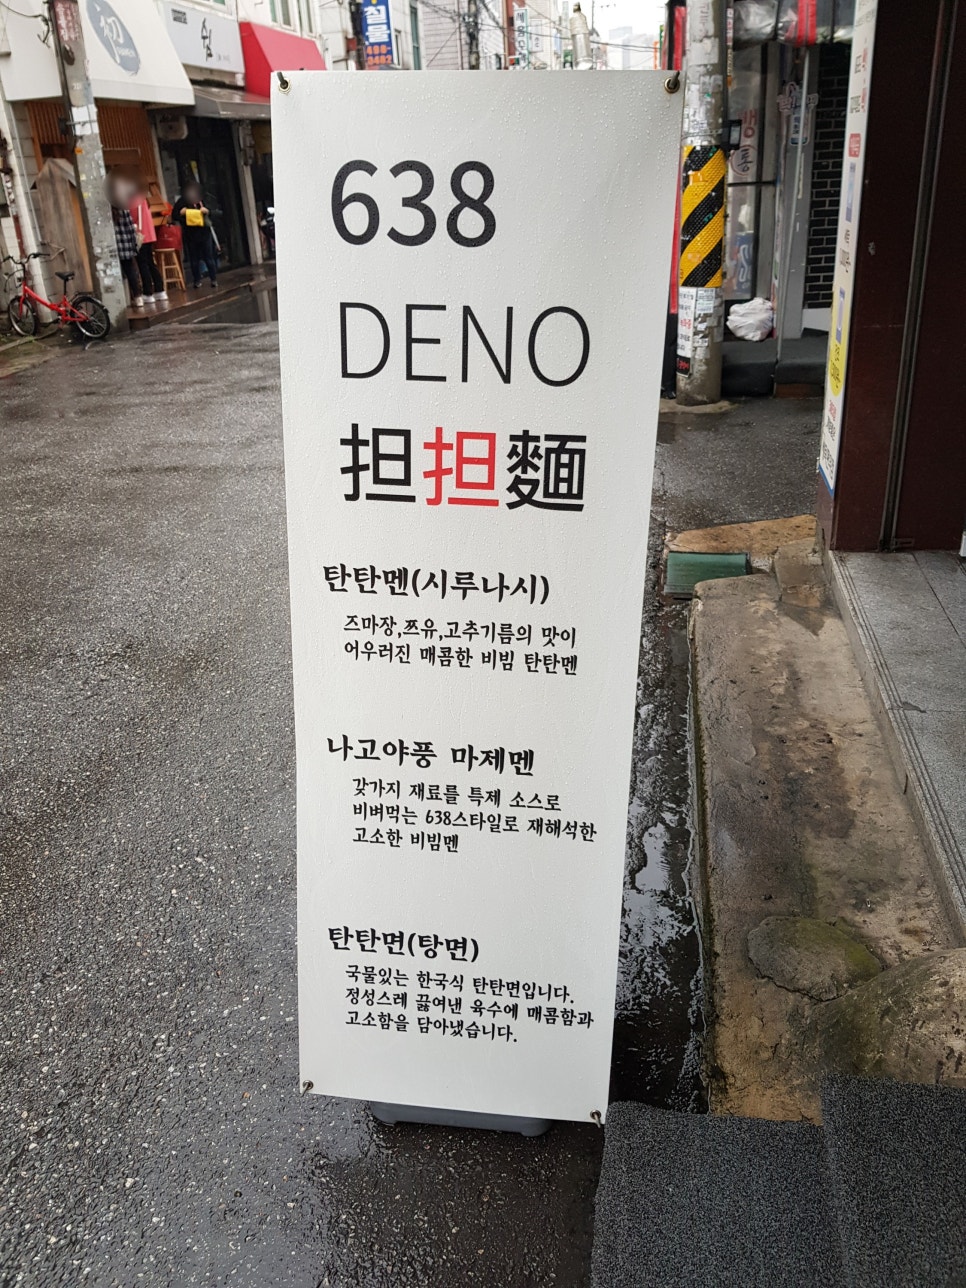 638
DENO
担担麵
탄탄멘(시루나시)
즈마장,쯔유,고추기름의 맛이
어우러진 매콤한 비빔 탄탄멘
나고야풍 마제멘
갖가지 재료를 특제 소스로
비벼먹는 638스타일로 재해석한
고소한 비빔멘
탄탄면(탕면)
국물있는 한국식 탄탄면입니다.
정성스레 끓여낸 육수에 매콤함과
고소함을 담아냈습니다.
철물